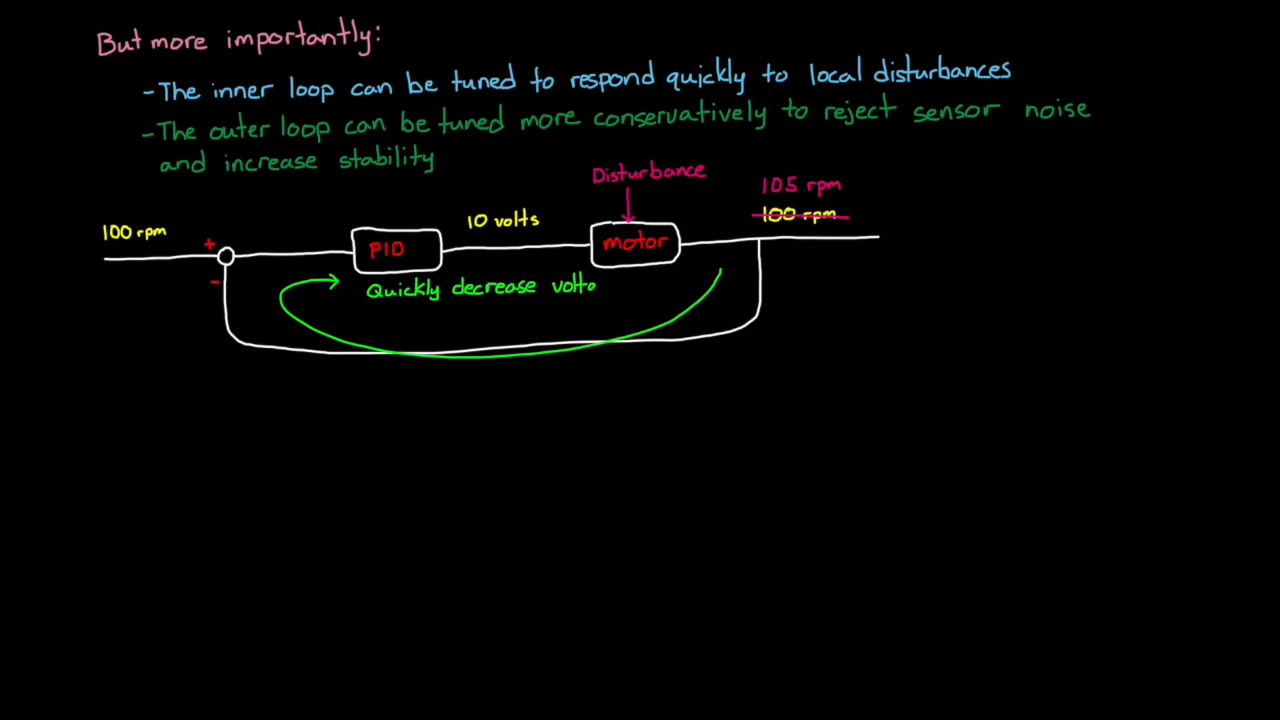 But more importantly:
-The inner loop can be tuned to respond quickly to local disturbances
-The outer loop can be tuned more conservatively to reject sensor noise
and increase stability
Disturbance
105 rpm
100 rpm
10 volts
100 rpm
+
PID
motor
-
Quickly decrease volta